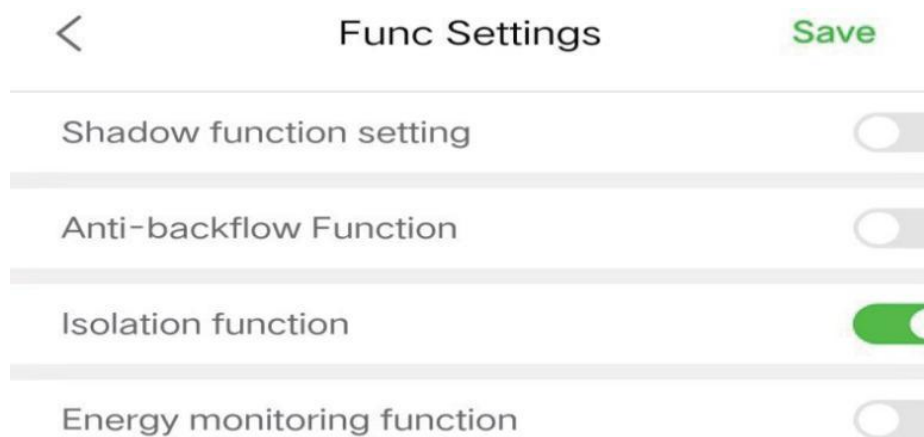 Func Settings Save
Shadow function setting
Anti-backflow Function
Isolation function
Energy monitoring function